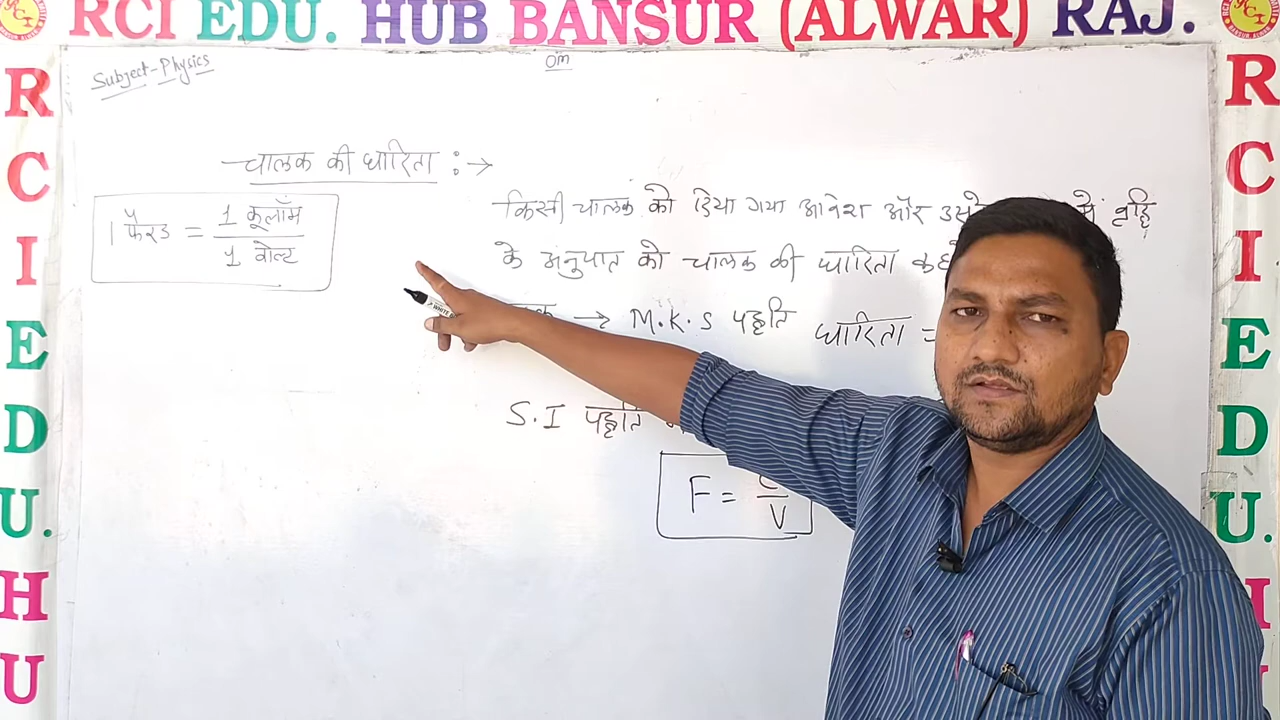 RCI EDU. HUB BANSUR (ALWAR) RAJ.
Subject-Physics
Om
चालक की धारिता :→
किसी चालक को दिया गया आवेश और उसके में वृद्धि
के अनुपात को चालक की धारिता
1 फैरड = 1 कूलॉम / 1 वोल्ट
→ M.K.S पद्धति धारिता =
S.I पद्धति
F = C / V
R C I E D U. H U
R C I E D U.